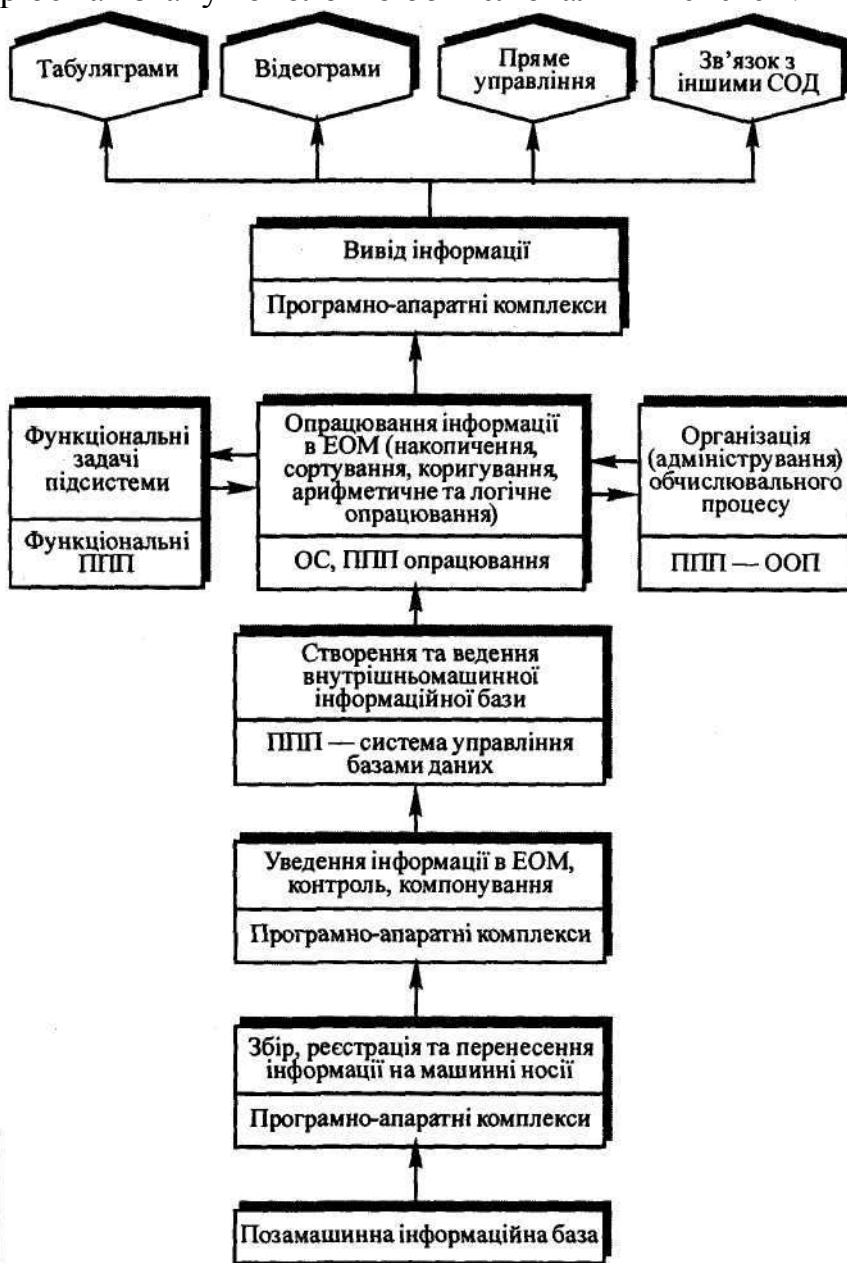 Табуляграми
Відеограми
Пряме
управління
Зв’язок з
іншими СОД
Вивід інформації
Програмно-апаратні комплекси
Функціональні
задачі
підсистеми
Функціональні
ППП
Опрацювання інформації
в ЕОМ (накопичення,
сортування, коригування,
арифметичне та логічне
опрацювання)
ОС, ППП опрацювання
Організація
(адміністрування)
обчислювального
процесу
ППП — ООП
Створення та ведення
внутрішньомашинної
інформаційної бази
ППП — система управління
базами даних
Уведення інформації в ЕОМ,
контроль, компонування
Програмно-апаратні комплекси
Збір, реєстрація та перенесення
інформації на машинні носії
Програмно-апаратні комплекси
Позамашинна інформаційна база